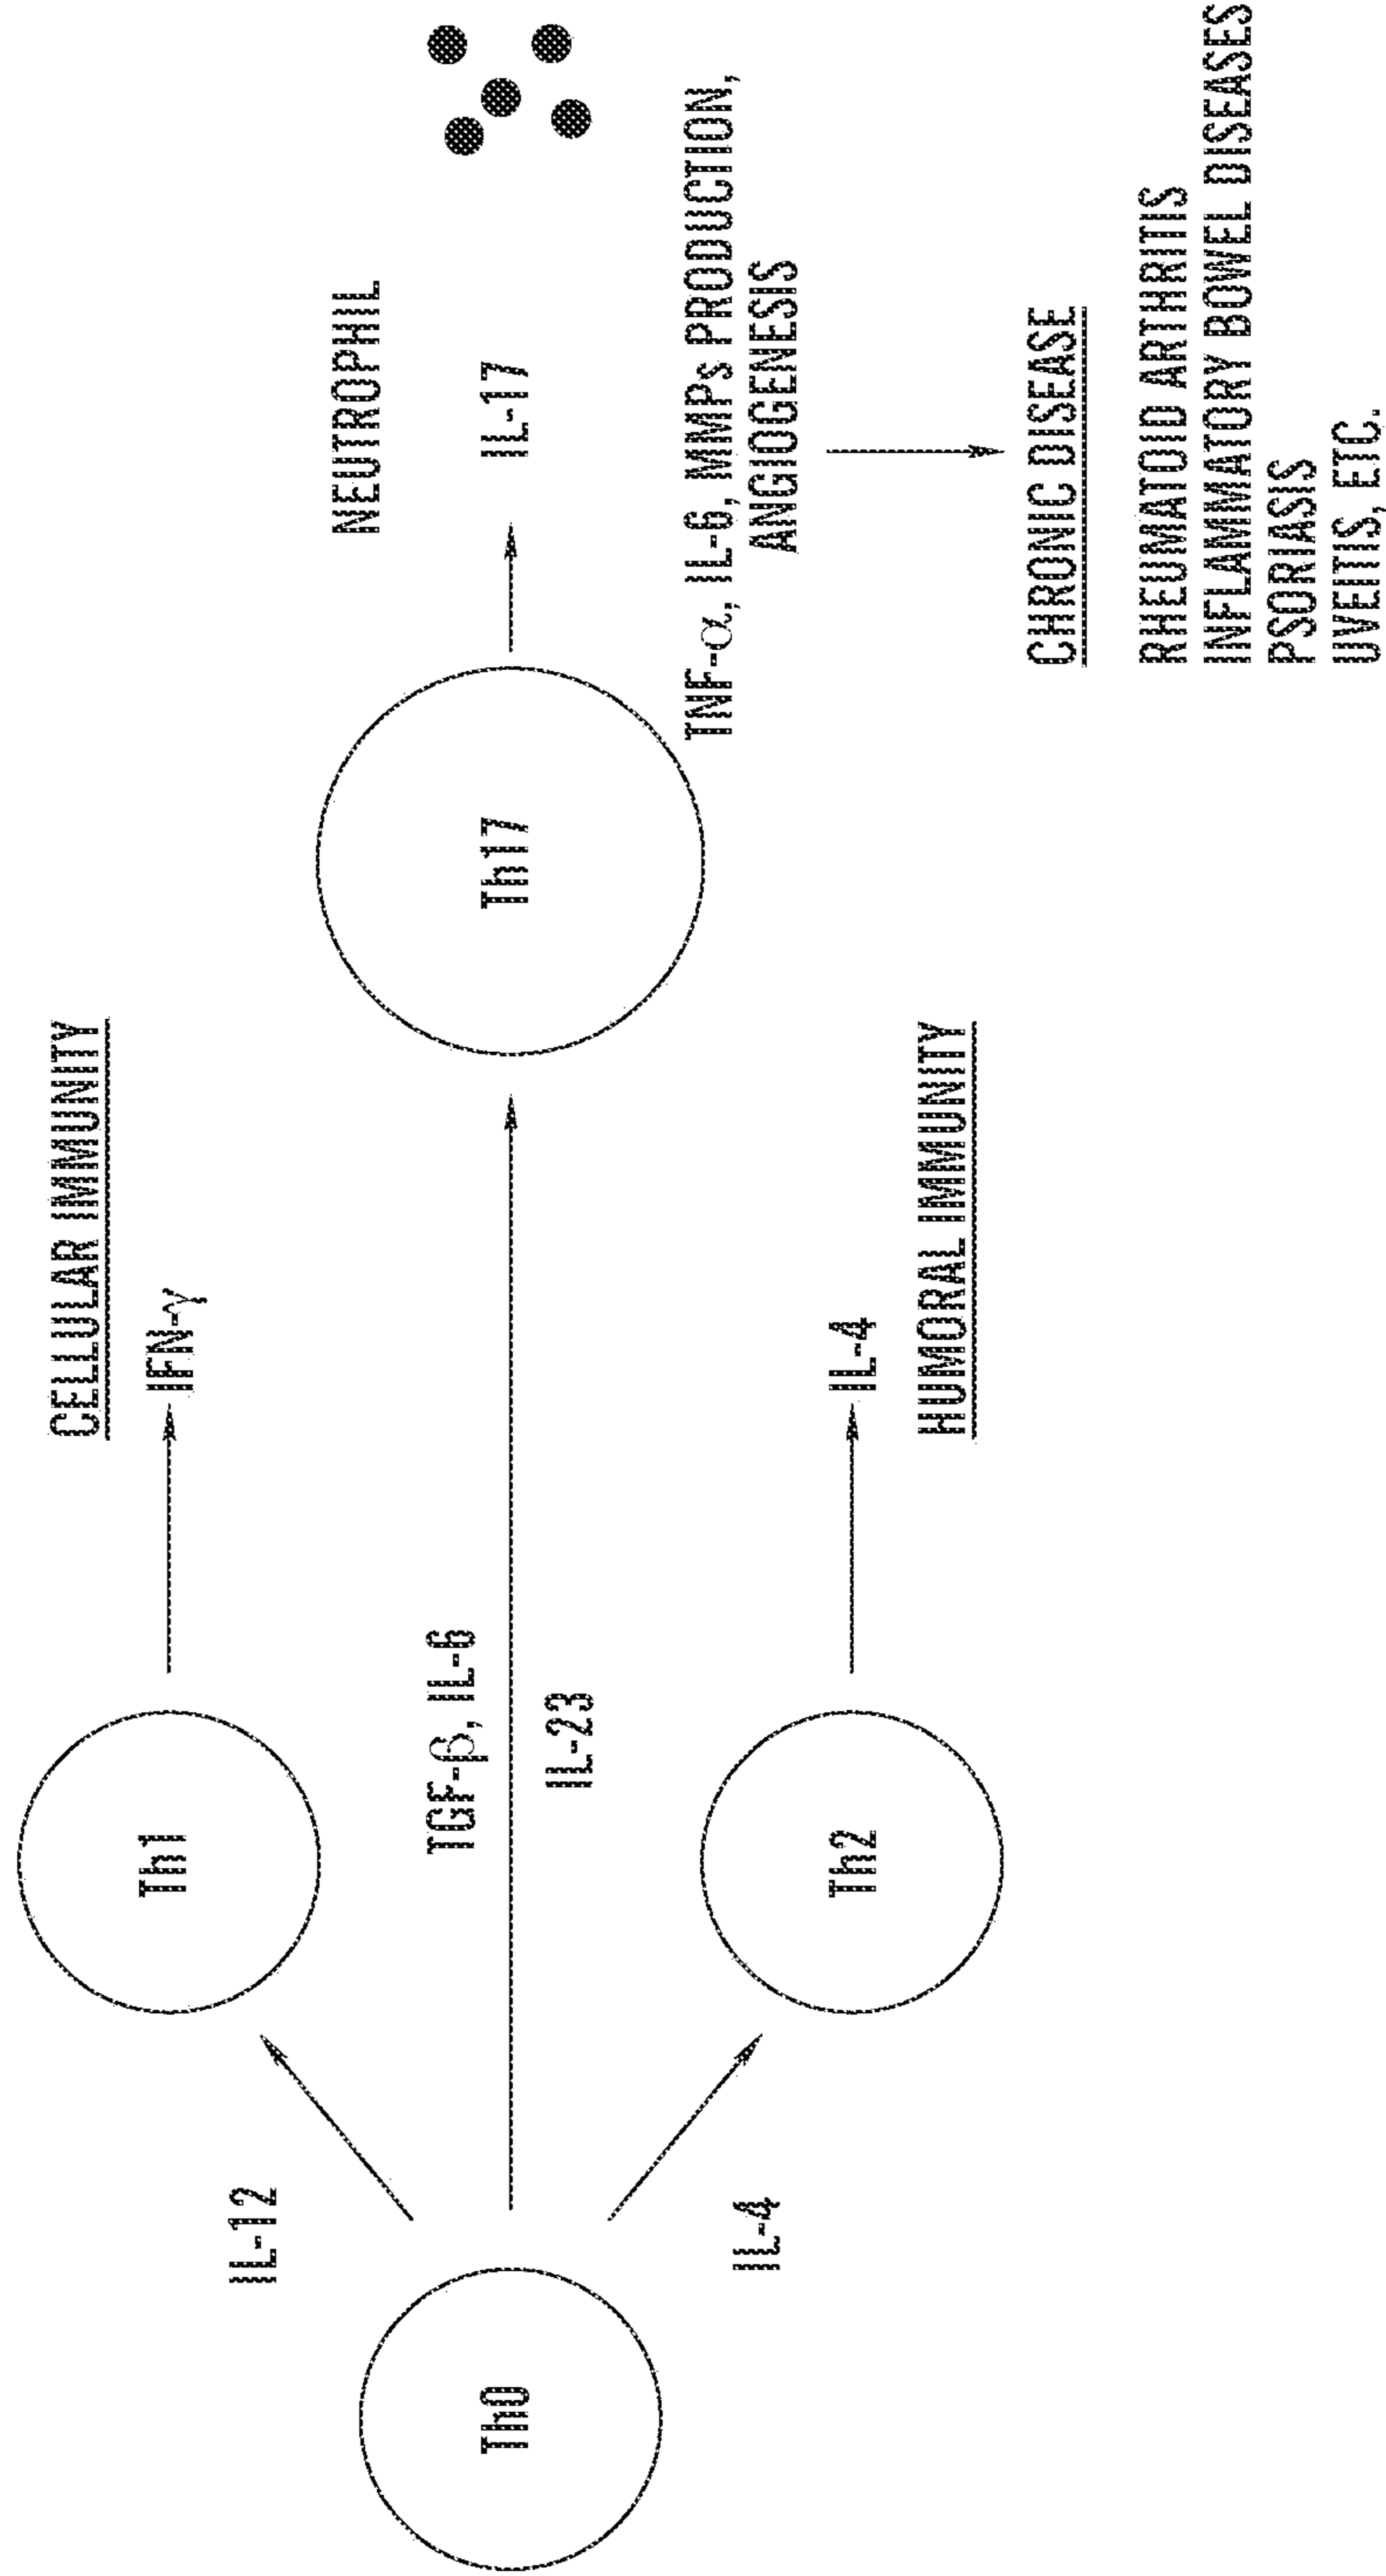 CELLULAR IMMUNITY
IFN-γ
Th1
IL-12
NEUTROPHIL
TGF-β, IL-6
IL-17
Th17
Th0
IL-23
TNF-α, IL-6, MMPs PRODUCTION,
ANGIOGENESIS
IL-4
Th2
IL-4
HUMORAL IMMUNITY
CHRONIC DISEASE
RHEUMATOID ARTHRITIS
INFLAMMATORY BOWEL DISEASES
PSORIASIS
UVEITIS, ETC.